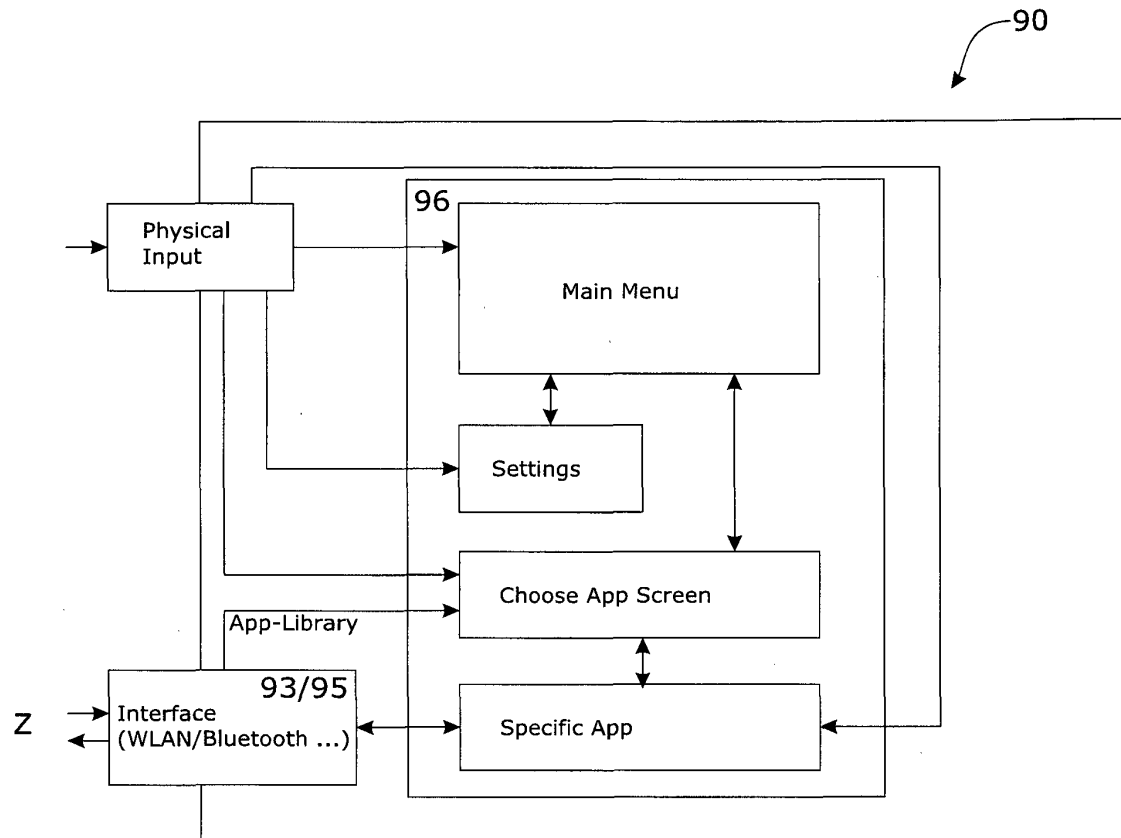 90
96
Physical
Input
Main Menu
Settings
Choose App Screen
App-Library
93/95
Z
Interface
(WLAN/Bluetooth ...)
Specific App